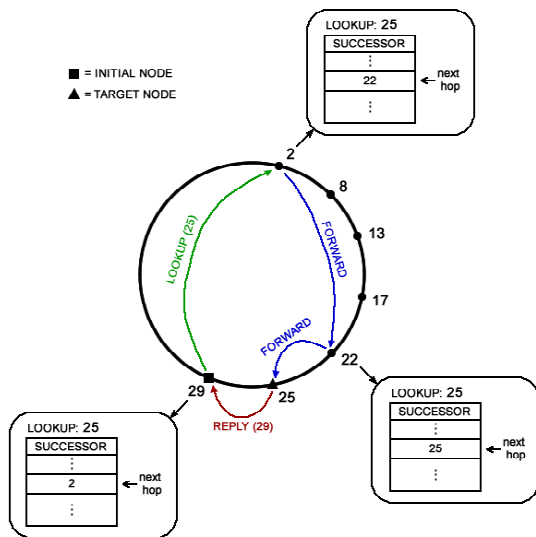 LOOKUP: 25
SUCCESSOR
22
next
hop
= INITIAL NODE
= TARGET NODE
2
8
13
17
22
25
29
LOOKUP (25)
FORWARD
FORWARD
REPLY (29)
LOOKUP: 25
SUCCESSOR
25
next
hop
LOOKUP: 25
SUCCESSOR
2
next
hop